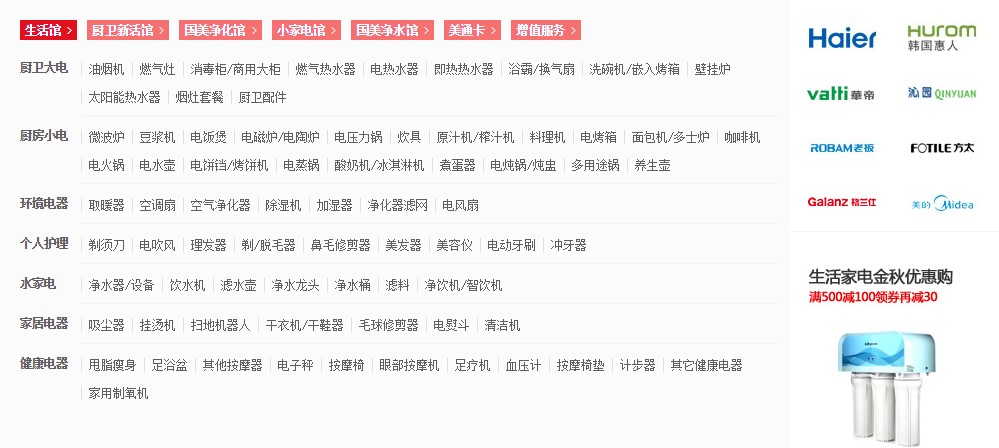 生活馆 > 厨卫新活馆 > 国美净化馆 > 小家电馆 > 国美净水馆 > 美通卡 > 增值服务 >
厨卫大电 油烟机 燃气灶 消毒柜/商用大柜 燃气热水器 电热水器 即热热水器 浴霸/换气扇 洗碗机/嵌入烤箱 壁挂炉
太阳能热水器 烟灶套餐 厨卫配件
厨房小电 微波炉 豆浆机 电饭煲 电磁炉/电陶炉 电压力锅 炊具 原汁机/榨汁机 料理机 电烤箱 面包机/多士炉 咖啡机
电火锅 电水壶 电饼铛/烤饼机 电蒸锅 酸奶机/冰淇淋机 煮蛋器 电炖锅/炖盅 多用途锅 养生壶
环境电器 取暖器 空调扇 空气净化器 除湿机 加湿器 净化器滤网 电风扇
个人护理 剃须刀 电吹风 理发器 剃/脱毛器 鼻毛修剪器 美发器 美容仪 电动牙刷 冲牙器
水家电 净水器/设备 饮水机 滤水壶 净水龙头 净水桶 滤料 净饮机/智饮机
家居电器 吸尘器 挂烫机 扫地机器人 干衣机/干鞋器 毛球修剪器 电熨斗 清洁机
健康电器 甩脂瘦身 足浴盆 其他按摩器 电子秤 按摩椅 眼部按摩机 足疗机 血压计 按摩椅垫 计步器 其它健康电器
家用制氧机
Haier HUROM
韩国惠人
vatti 華帝 沁园 QINYUAN
ROBAM 老板 FOTILE 方太
Galanz 格兰仕 美的 Midea
生活家电金秋优惠购
满500减100领券再减30